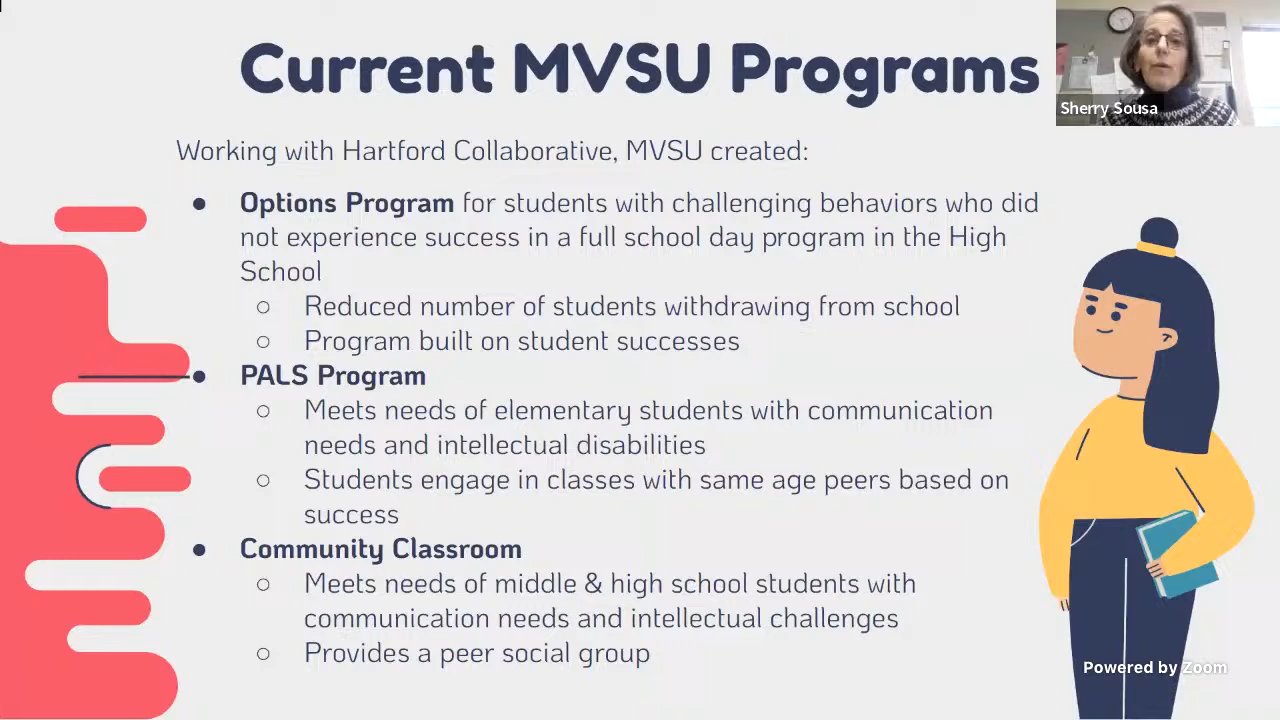 Current MVSU Programs
Sherry Sousa
Working with Hartford Collaborative, MVSU created:
● Options Program for students with challenging behaviors who did
not experience success in a full school day program in the High
School
○ Reduced number of students withdrawing from school
○ Program built on student successes
● PALS Program
○ Meets needs of elementary students with communication
needs and intellectual disabilities
○ Students engage in classes with same age peers based on
success
● Community Classroom
○ Meets needs of middle & high school students with
communication needs and intellectual challenges
○ Provides a peer social group
Powered by Zoom